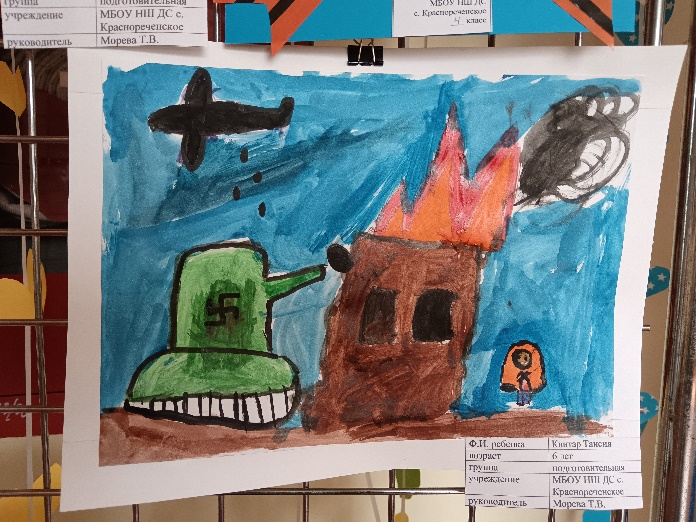 группа подготовительная
учреждение МБОУ НШ ДС с.
Краснореченское
руководитель Морева Т.В.
МБОУ НШ ДС
с. Краснореченское
класс
Ф.И. ребенка Кинтар Таисия
возраст 6 лет
группа подготовительная
учреждение МБОУ НШ ДС с.
Краснореченское
руководитель Морева Т.В.